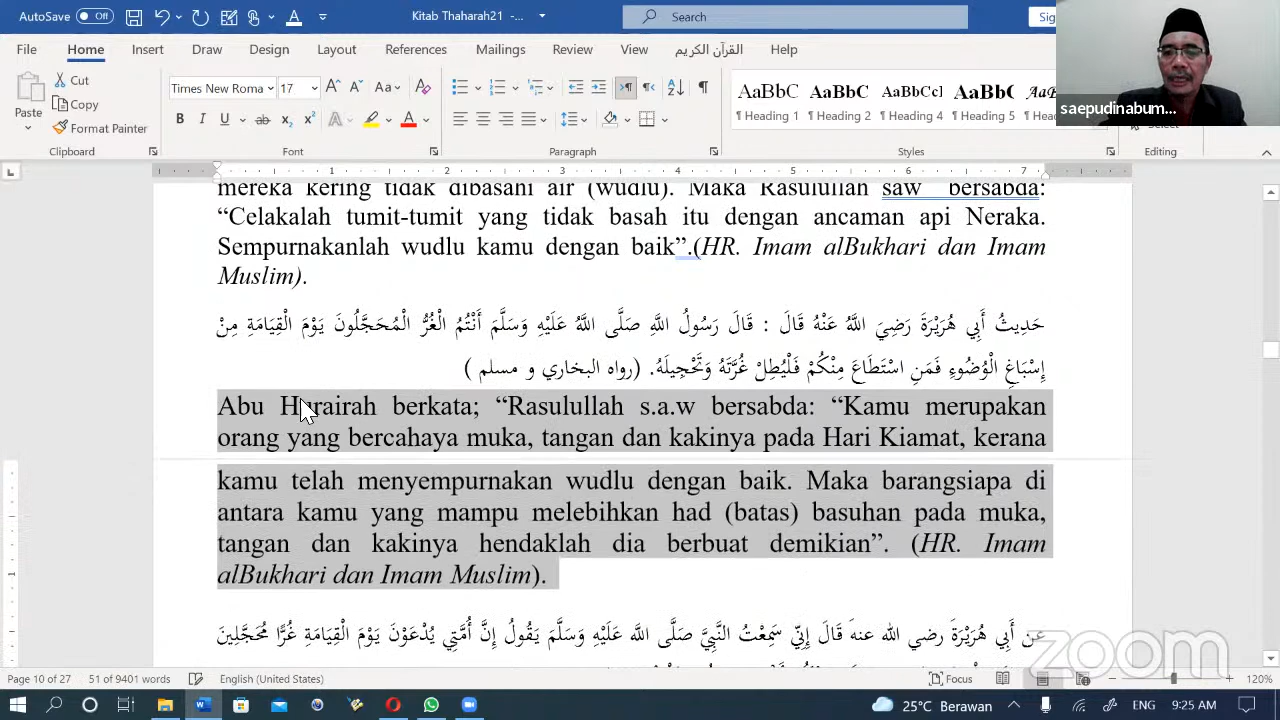 AutoSave Off Kitab Thaharah21 - Search
saepudinabum...
File Home Insert Draw Design Layout References Mailings Review View القرآن الكريم Help
Cut
Copy
Paste
Format Painter
Times New Roma 17
AaBbC AaBbC AaBbCcI AaBbC
Heading 1 Heading 2 Heading 4 Heading 5
Clipboard Font Paragraph Styles Editing
mereka kering tidak dibasahi air (wudlu). Maka Rasulullah saw bersabda:
“Celakalah tumit-tumit yang tidak basah itu dengan ancaman api Neraka.
Sempurnakanlah wudlu kamu dengan baik”.(HR. Imam alBukhari dan Imam
Muslim).
حَدِيثُ أَبِي هُرَيْرَةَ رَضِيَ اللَّهُ عَنْهُ قَالَ : قَالَ رَسُولُ اللَّهِ صَلَّى اللَّهُ عَلَيْهِ وَسَلَّمَ أَنْتُمُ الْغُرُّ الْمُحَجَّلُونَ يَوْمَ الْقِيَامَةِ مِنْ
إِسْبَاغِ الْوُضُوءِ فَمَنِ اسْتَطَاعَ مِنْكُمْ فَلْيُطِلْ غُرَّتَهُ وَتَحْجِيلَهُ. (رواه البخاري و مسلم )
Abu Hurairah berkata; “Rasulullah s.a.w bersabda: “Kamu merupakan
orang yang bercahaya muka, tangan dan kakinya pada Hari Kiamat, kerana
kamu telah menyempurnakan wudlu dengan baik. Maka barangsiapa di
antara kamu yang mampu melebihkan had (batas) basuhan pada muka,
tangan dan kakinya hendaklah dia berbuat demikian”. (HR. Imam
alBukhari dan Imam Muslim).
عَن أَبِي هُرَيْرَةَ رضي الله عنهَ قَالَ إِنِّي سَمِعْتُ النَّبِيَّ صَلَّى اللَّه عَلَيْهِ وَسَلَّمَ يَقُولُ إِنَّ أُمَّتِي يُدْعَوْنَ يَوْمَ الْقِيَامَةِ غُرًّا مُحَجَّلِينَ
zoom
Page 10 of 27 51 of 9401 words English (United States) Focus 120%
25°C Berawan ENG 9:25 AM